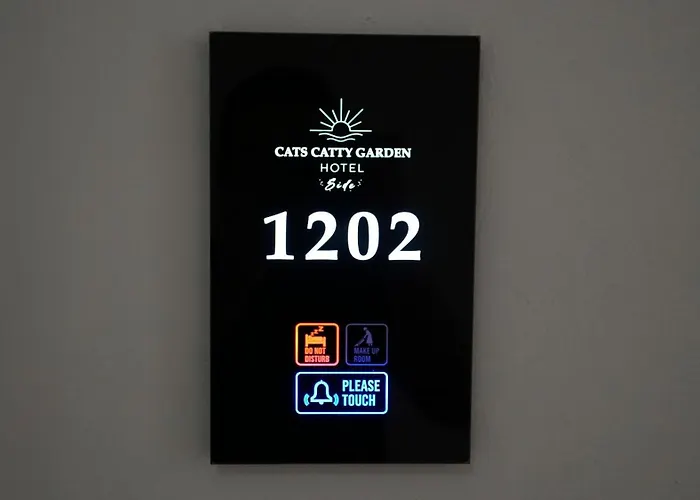 CATS CATTY GARDEN
HOTEL
Side
1202
DO NOT
DISTURB
MAKE UP
ROOM
PLEASE
TOUCH